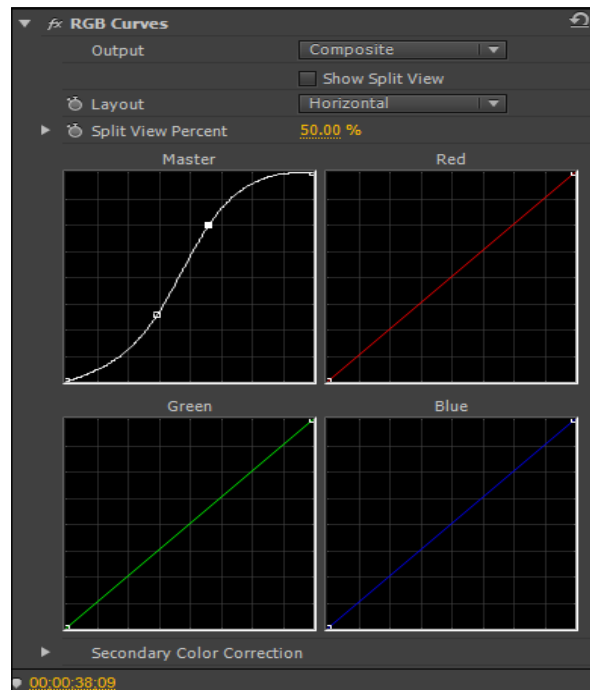 fx RGB Curves
Output Composite
Show Split View
Layout Horizontal
Split View Percent 50.00 %
Master Red
Green Blue
Secondary Color Correction
00;00;38;09